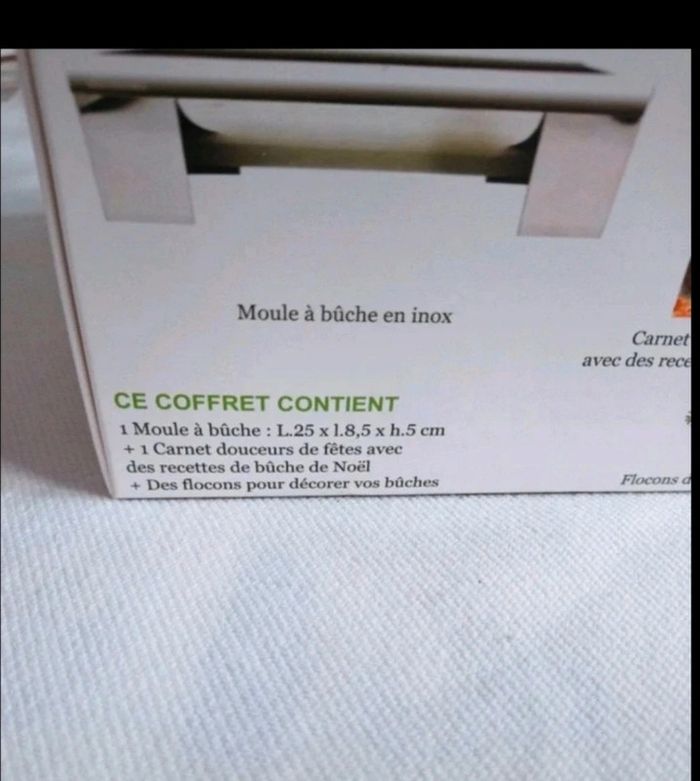 Moule à bûche en inox
Carnet
avec des
CE COFFRET CONTIENT
1 Moule à bûche : L.25 x l.8,5 x h.5 cm
+ 1 Carnet douceurs de fêtes avec
des recettes de bûche de Noël
+ Des flocons pour décorer vos bûches
Flocons